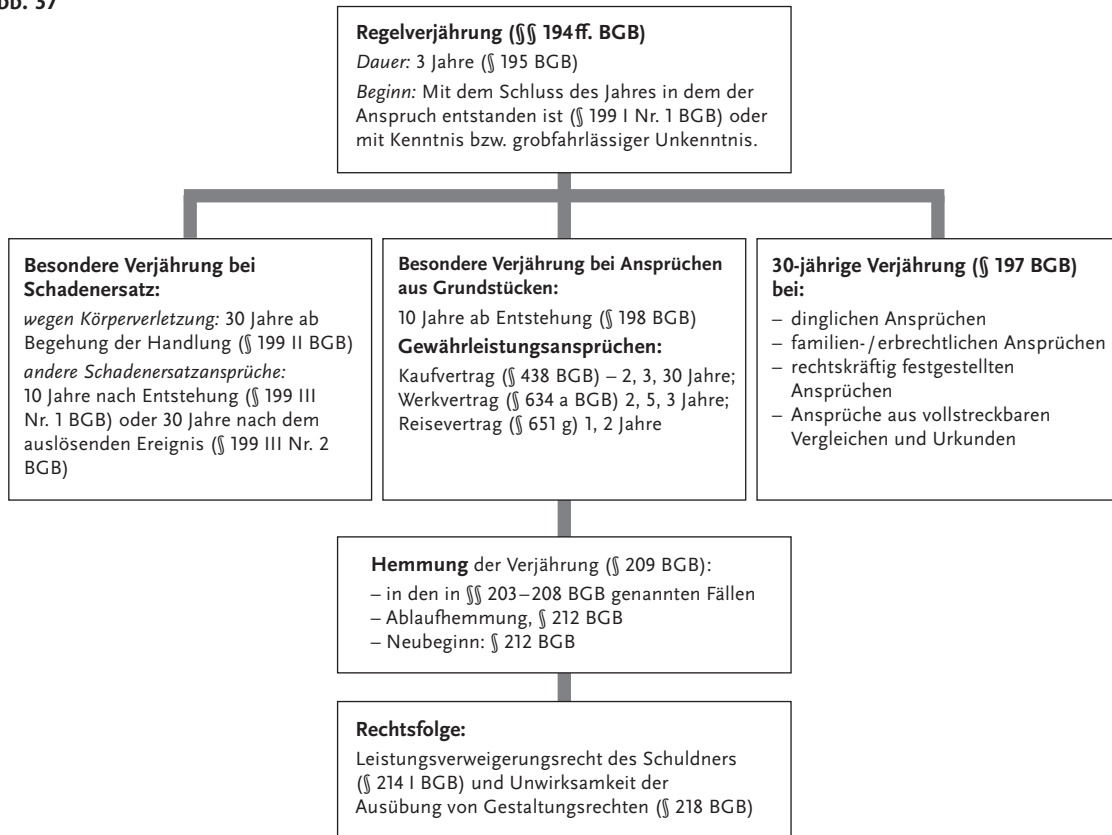 Abb. 37
Regelverjährung (§§ 194ff. BGB)
Dauer: 3 Jahre (§ 195 BGB)
Beginn: Mit dem Schluss des Jahres in dem der
Anspruch entstanden ist (§ 199 I Nr. 1 BGB) oder
mit Kenntnis bzw. grobfahrlässiger Unkenntnis.
Besondere Verjährung bei
Schadenersatz:
wegen Körperverletzung: 30 Jahre ab
Begehung der Handlung (§ 199 II BGB)
andere Schadenersatzansprüche:
10 Jahre nach Entstehung (§ 199 III
Nr. 1 BGB) oder 30 Jahre nach dem
auslösenden Ereignis (§ 199 III Nr. 2
BGB)
Besondere Verjährung bei Ansprüchen
aus Grundstücken:
10 Jahre ab Entstehung (§ 198 BGB)
Gewährleistungsansprüchen:
Kaufvertrag (§ 438 BGB) – 2, 3, 30 Jahre;
Werkvertrag (§ 634 a BGB) 2, 5, 3 Jahre;
Reisevertrag (§ 651 g) 1, 2 Jahre
30-jährige Verjährung (§ 197 BGB)
bei:
– dinglichen Ansprüchen
– familien-/erbrechtlichen Ansprüchen
– rechtskräftig festgestellten
Ansprüchen
– Ansprüche aus vollstreckbaren
Vergleichen und Urkunden
Hemmung der Verjährung (§ 209 BGB):
– in den in §§ 203–208 BGB genannten Fällen
– Ablaufhemmung, § 212 BGB
– Neubeginn: § 212 BGB
Rechtsfolge:
Leistungsverweigerungsrecht des Schuldners
(§ 214 I BGB) und Unwirksamkeit der
Ausübung von Gestaltungsrechten (§ 218 BGB)